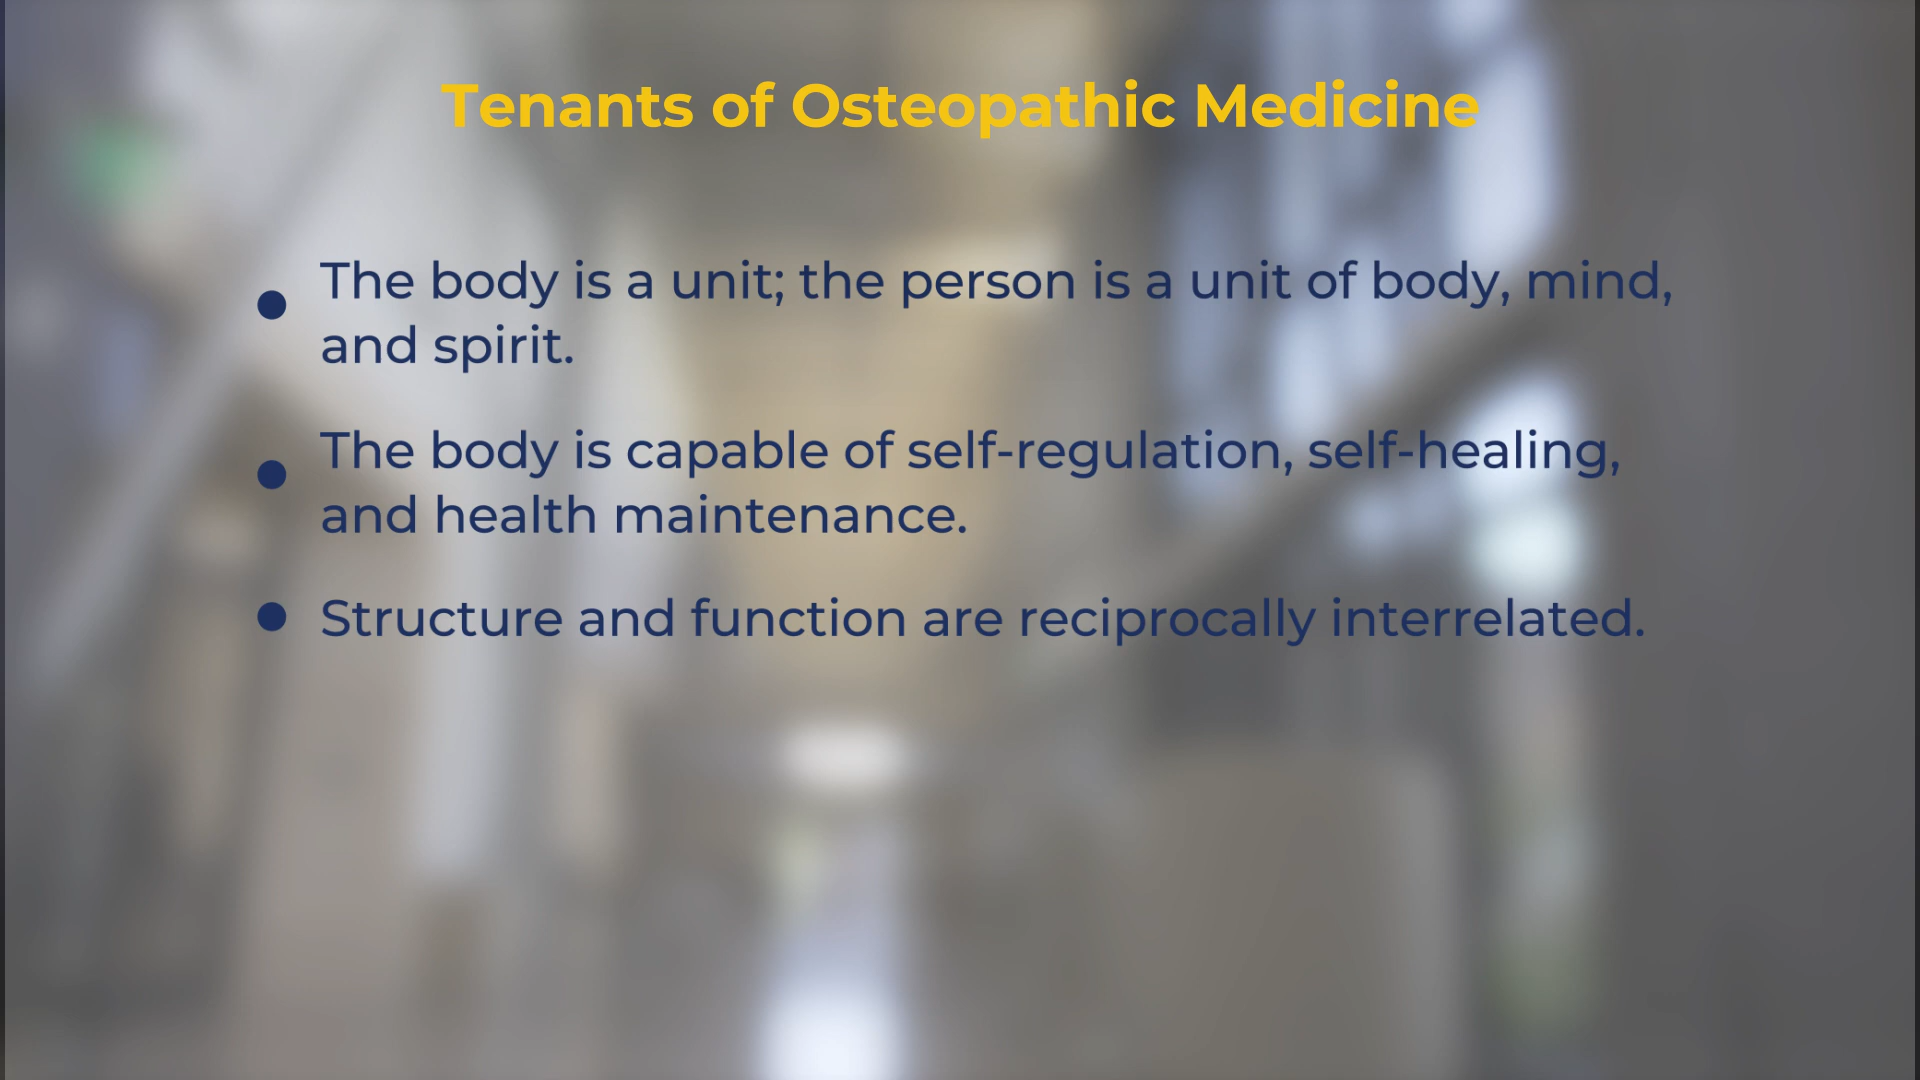 Tenants of Osteopathic Medicine
The body is a unit; the person is a unit of body, mind,
and spirit.
The body is capable of self-regulation, self-healing,
and health maintenance.
Structure and function are reciprocally interrelated.